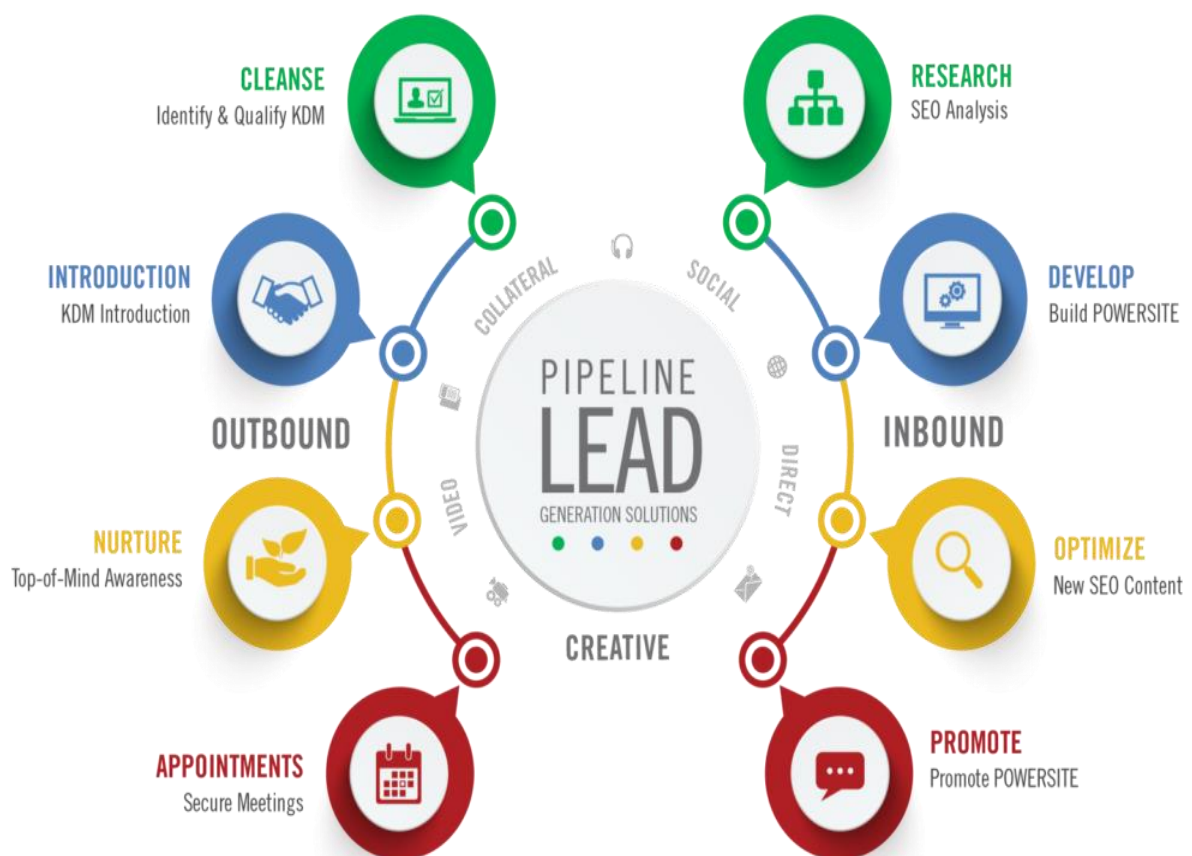 CLEANSE
Identify & Qualify KDM
RESEARCH
SEO Analysis
INTRODUCTION
KDM Introduction
COLLATERAL
SOCIAL
DEVELOP
Build POWERSITE
PIPELINE
LEAD
GENERATION SOLUTIONS
OUTBOUND
INBOUND
VIDEO
DIRECT
NURTURE
Top-of-Mind Awareness
OPTIMIZE
New SEO Content
CREATIVE
APPOINTMENTS
Secure Meetings
PROMOTE
Promote POWERSITE